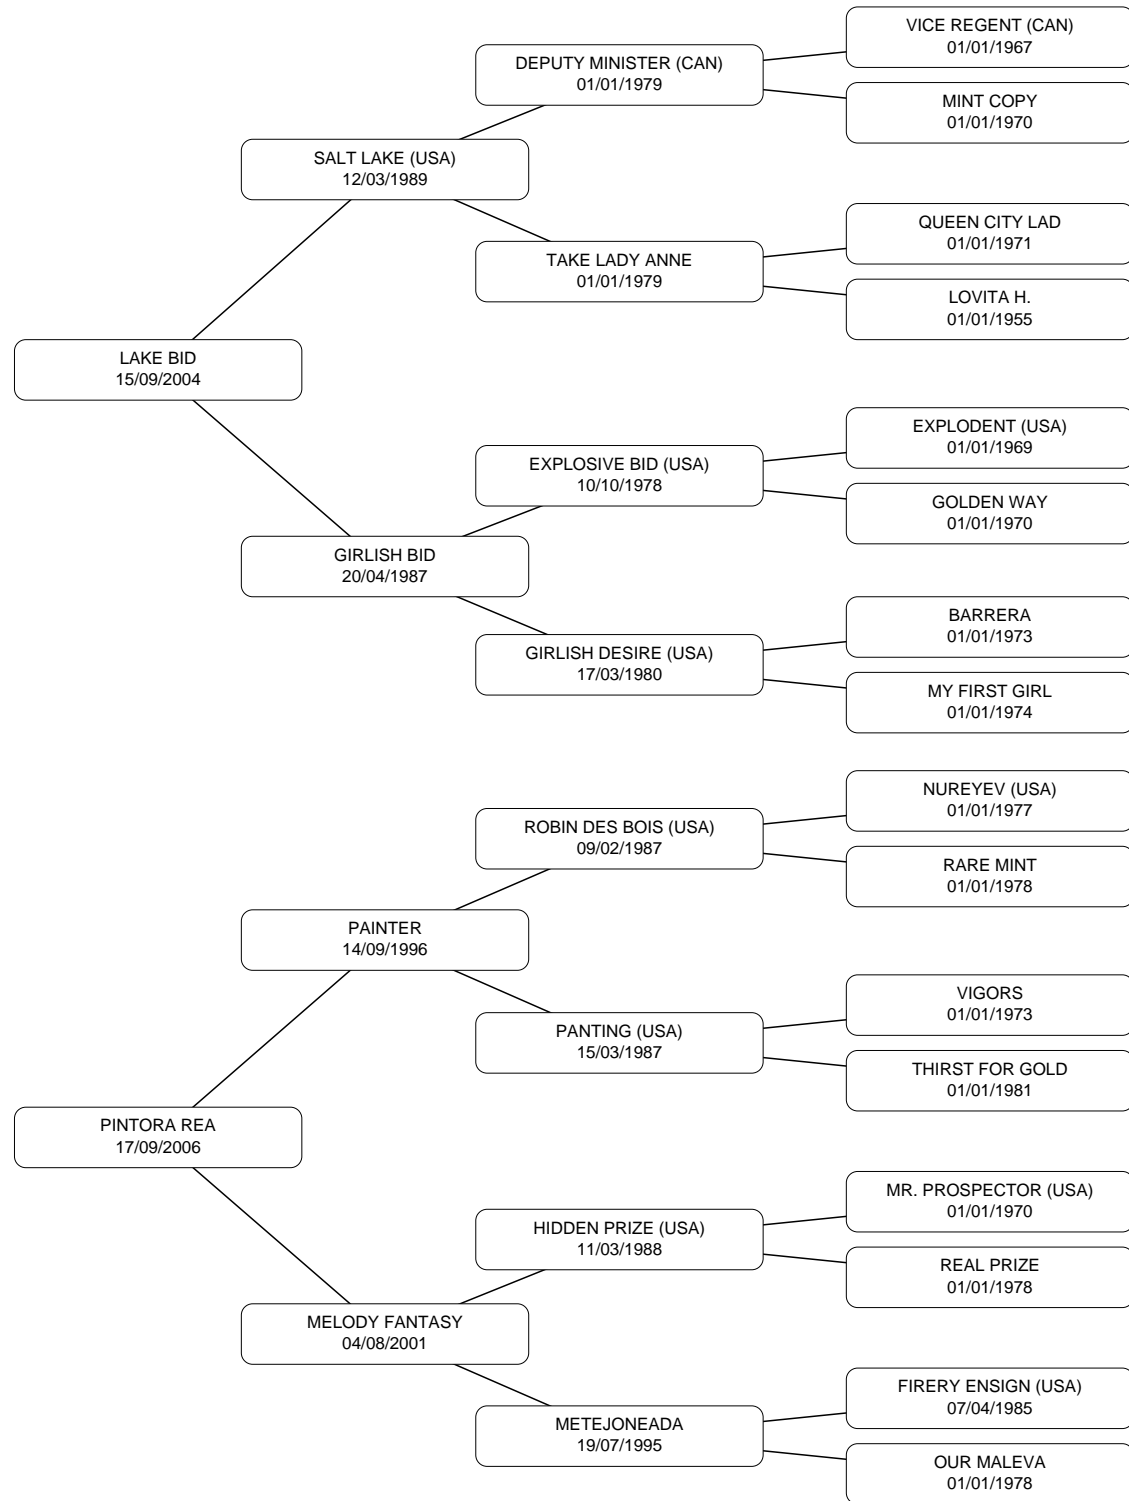 VICE REGENT (CAN)
01/01/1967
DEPUTY MINISTER (CAN)
01/01/1979
MINT COPY
01/01/1970
SALT LAKE (USA)
12/03/1989
QUEEN CITY LAD
01/01/1971
TAKE LADY ANNE
01/01/1979
LOVITA H.
01/01/1955
LAKE BID
15/09/2004
EXPLODENT (USA)
01/01/1969
EXPLOSIVE BID (USA)
10/10/1978
GOLDEN WAY
01/01/1970
GIRLISH BID
20/04/1987
BARRERA
01/01/1973
GIRLISH DESIRE (USA)
17/03/1980
MY FIRST GIRL
01/01/1974
NUREYEV (USA)
01/01/1977
ROBIN DES BOIS (USA)
09/02/1987
RARE MINT
01/01/1978
PAINTER
14/09/1996
VIGORS
01/01/1973
PANTING (USA)
15/03/1987
THIRST FOR GOLD
01/01/1981
PINTORA REA
17/09/2006
MR. PROSPECTOR (USA)
01/01/1970
HIDDEN PRIZE (USA)
11/03/1988
REAL PRIZE
01/01/1978
MELODY FANTASY
04/08/2001
FIRERY ENSIGN (USA)
07/04/1985
METEJONEADA
19/07/1995
OUR MALEVA
01/01/1978